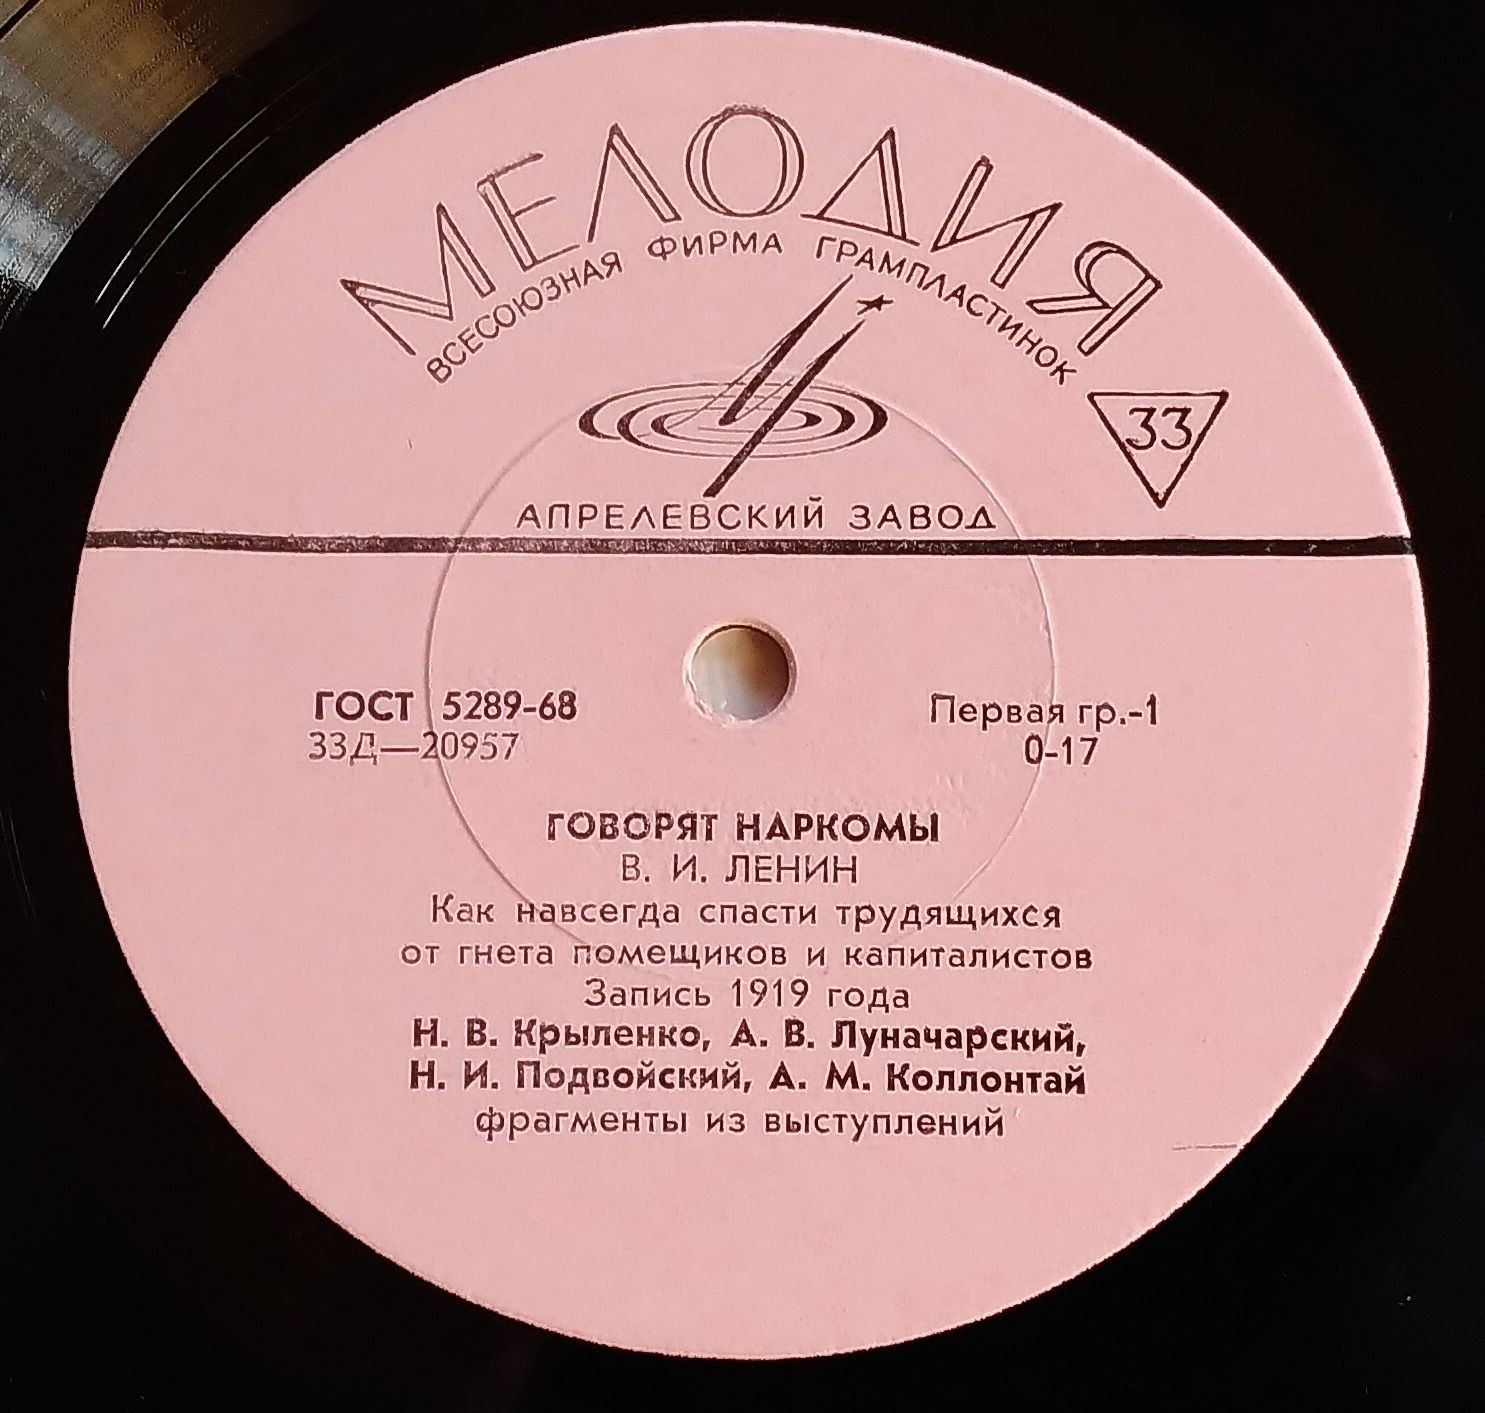 МЕЛОДИЯ
ВСЕСОЮЗНАЯ ФИРМА ГРАМПЛАСТИНОК
33
АПРЕЛЕВСКИЙ ЗАВОД
ГОСТ 5289-68
33Д—20957
Первая гр.-1
0-17
ГОВОРЯТ НАРКОМЫ
В. И. ЛЕНИН
Как навсегда спасти трудящихся
от гнета помещиков и капиталистов
Запись 1919 года
Н. В. Крыленко, А. В. Луначарский,
Н. И. Подвойский, А. М. Коллонтай
фрагменты из выступлений